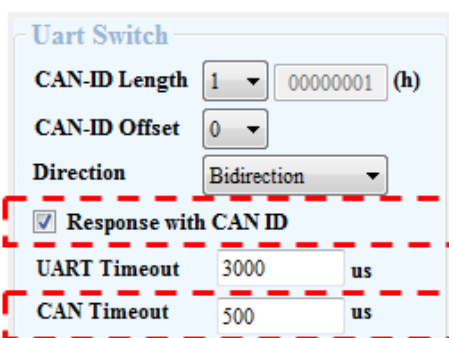 Uart Switch
CAN-ID Length 1 00000001 (h)
CAN-ID Offset 0
Direction Bidirection
Response with CAN ID
UART Timeout 3000 us
CAN Timeout 500 us